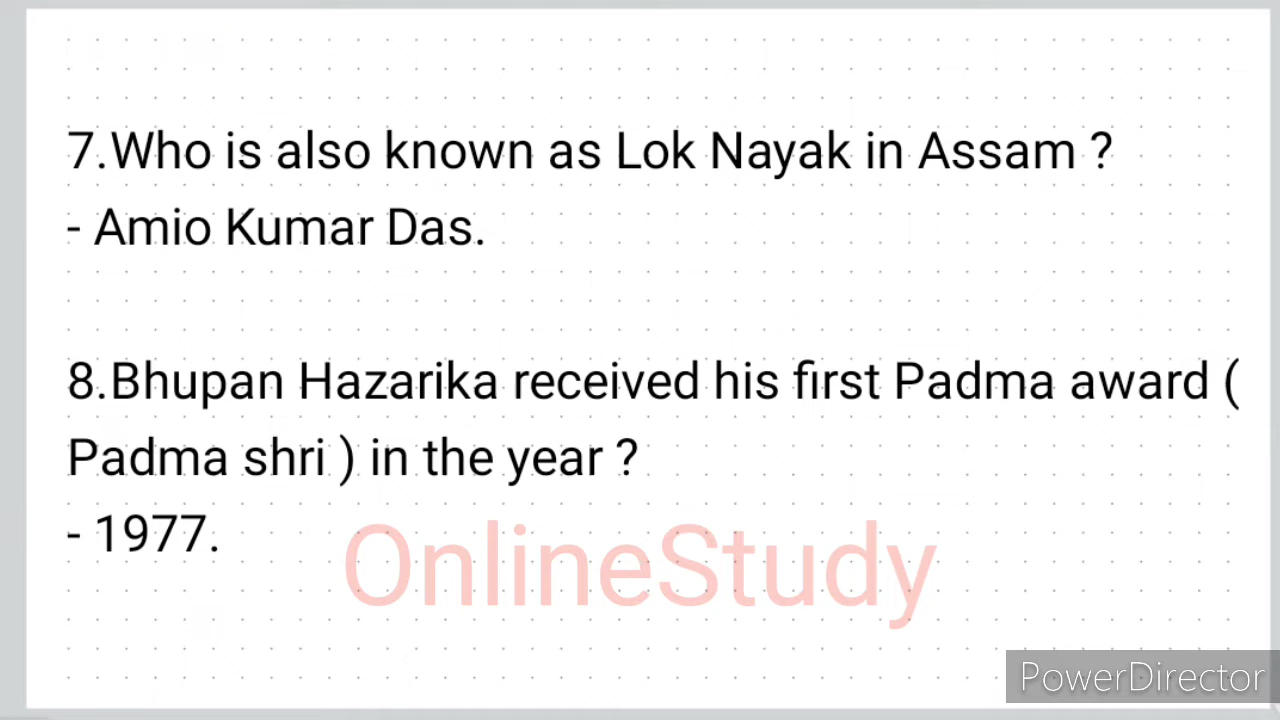 7.Who is also known as Lok Nayak in Assam ?
- Amio Kumar Das.
8.Bhupan Hazarika received his first Padma award (
Padma shri ) in the year ?
- 1977.
OnlineStudy
PowerDirector